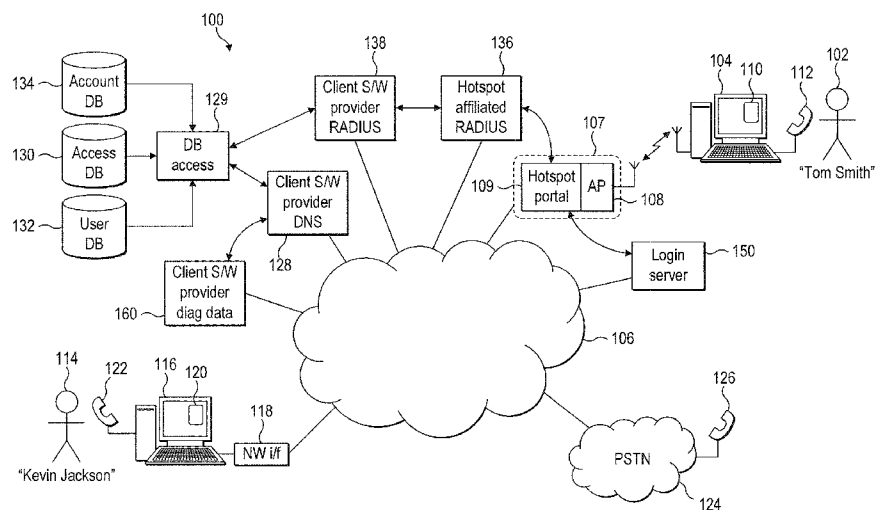 100
134
Account
DB
130
Access
DB
132
User
DB
129
DB
access
138
Client S/W
provider
RADIUS
136
Hotspot
affiliated
RADIUS
104
110
112
102
"Tom Smith"
107
109
Hotspot
portal
AP
108
Client S/W
provider
DNS
128
Login
server
150
160
Client S/W
provider
diag data
106
114
122
116
120
118
NW i/f
"Kevin Jackson"
126
PSTN
124